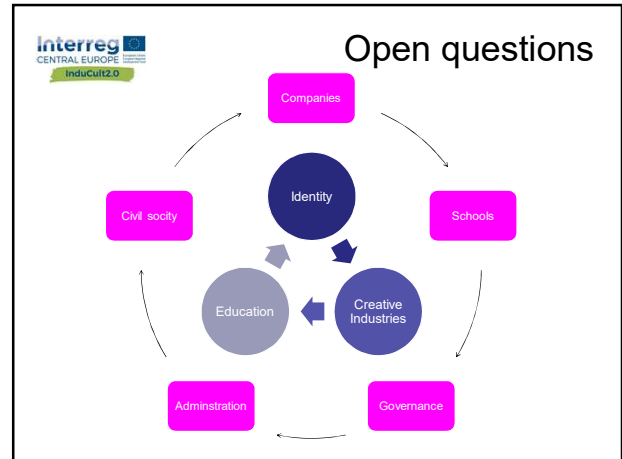 Open questions
Interreg
CENTRAL EUROPE
InduCult2.0
Companies
Identity
Civil socity
Schools
Education
Creative
Industries
Adminstration
Governance